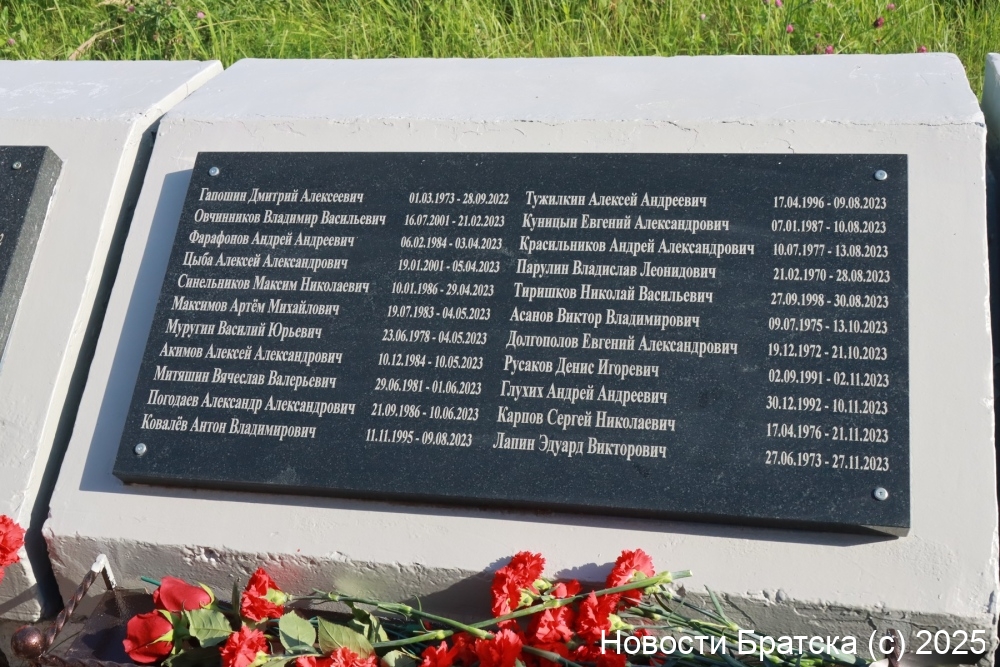 Гапошин Дмитрий Алексеевич 01.03.1973 - 28.09.2022
Овчинников Владимир Васильевич 16.07.2001 - 21.02.2023
Фарафонов Андрей Андреевич 06.02.1984 - 03.04.2023
Цыба Алексей Александрович 19.01.2001 - 05.04.2023
Синельников Максим Николаевич 10.01.1986 - 29.04.2023
Максимов Артём Михайлович 19.07.1983 - 04.05.2023
Муругин Василий Юрьевич 23.06.1978 - 04.05.2023
Акимов Алексей Александрович 10.12.1984 - 10.05.2023
Митяшин Вячеслав Валерьевич 29.06.1981 - 01.06.2023
Погодаев Александр Александрович 21.09.1986 - 10.06.2023
Ковалёв Антон Владимирович 11.11.1995 - 09.08.2023
Тужилкин Алексей Андреевич 17.04.1996 - 09.08.2023
Куницын Евгений Александрович 07.01.1987 - 10.08.2023
Красильников Андрей Александрович 10.07.1977 - 13.08.2023
Парулин Владислав Леонидович 21.02.1970 - 28.08.2023
Тиришков Николай Васильевич 27.09.1998 - 30.08.2023
Асанов Виктор Владимирович 09.07.1975 - 13.10.2023
Долгополов Евгений Александрович 19.12.1972 - 21.10.2023
Русаков Денис Игоревич 02.09.1991 - 02.11.2023
Глухих Андрей Андреевич 30.12.1992 - 10.11.2023
Карпов Сергей Николаевич 17.04.1976 - 21.11.2023
Лапин Эдуард Викторович 27.06.1973 - 27.11.2023
Новости Братска (c) 2025